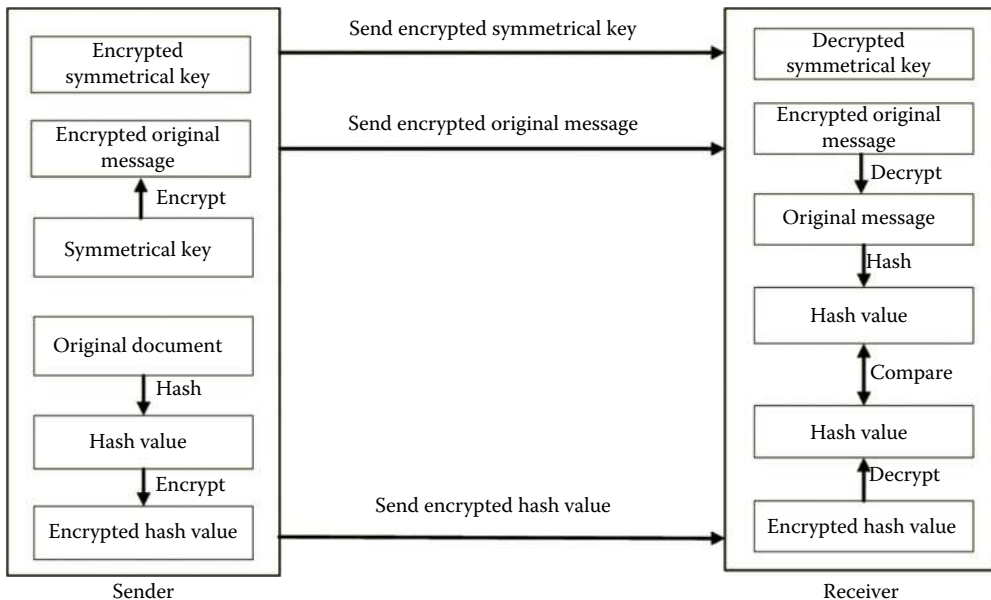 Encrypted
symmetrical key
Encrypted original
message
Encrypt
Symmetrical key
Original document
Hash
Hash value
Encrypt
Encrypted hash value
Sender
Send encrypted symmetrical key
Send encrypted original message
Send encrypted hash value
Decrypted
symmetrical key
Encrypted original
message
Decrypt
Original message
Hash
Hash value
Compare
Hash value
Decrypt
Encrypted hash value
Receiver